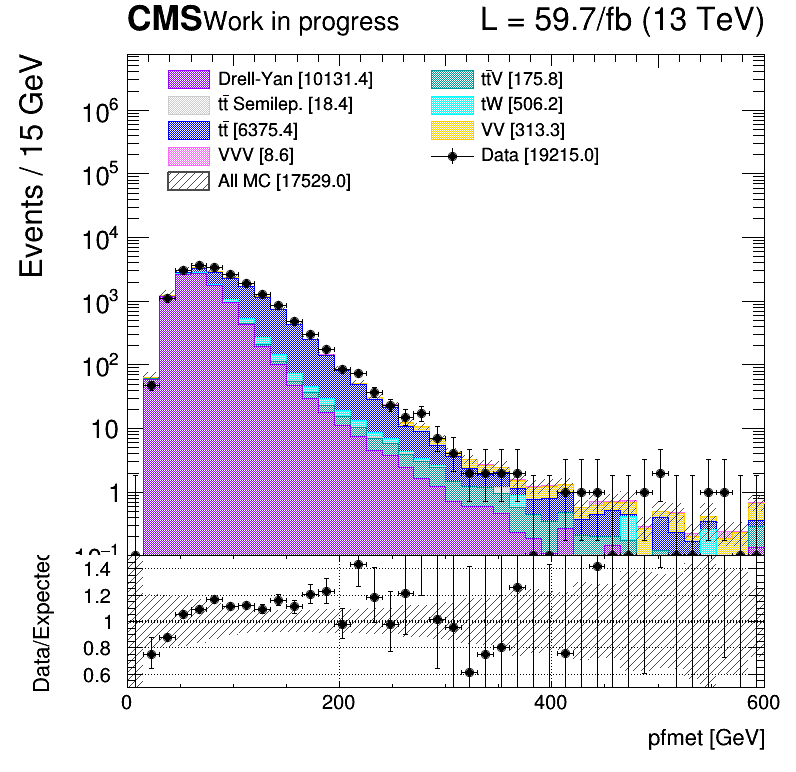 CMS Work in progress L = 59.7/fb (13 TeV)
Events / 15 GeV
Drell-Yan [10131.4]
tt̄ Semilep. [18.4]
tt̄ [6375.4]
VVV [8.6]
All MC [17529.0]
tt̄V [175.8]
tW [506.2]
VV [313.3]
Data [19215.0]
10⁶
10⁵
10⁴
10³
10²
10
1
10⁻¹
Data/Expected
1.4
1.2
1
0.8
0.6
0 200 400 600
pfmet [GeV]